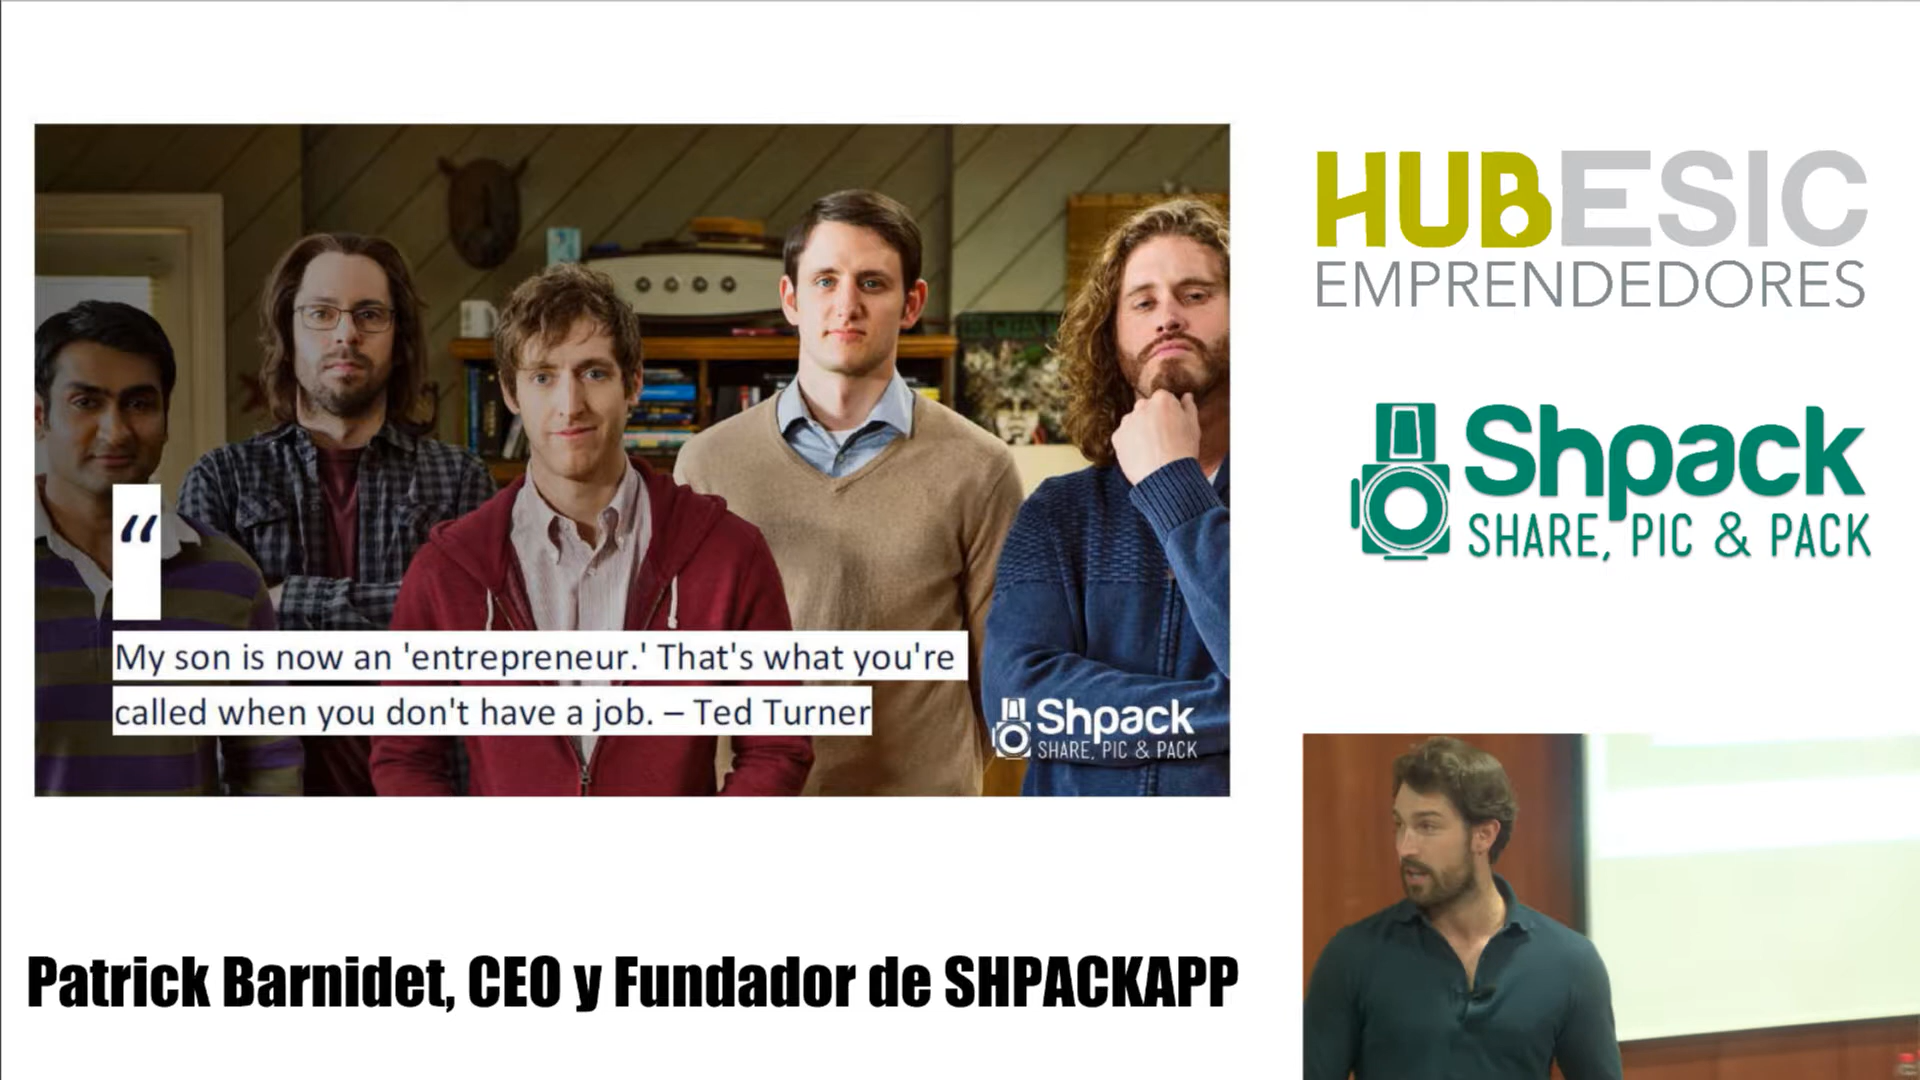 “
My son is now an 'entrepreneur.' That's what you're
called when you don't have a job. – Ted Turner
Shpack
SHARE, PIC & PACK
HUBESIC
EMPRENDEDORES
Shpack
SHARE, PIC & PACK
Patrick Barnidet, CEO y Fundador de SHPACKAPP